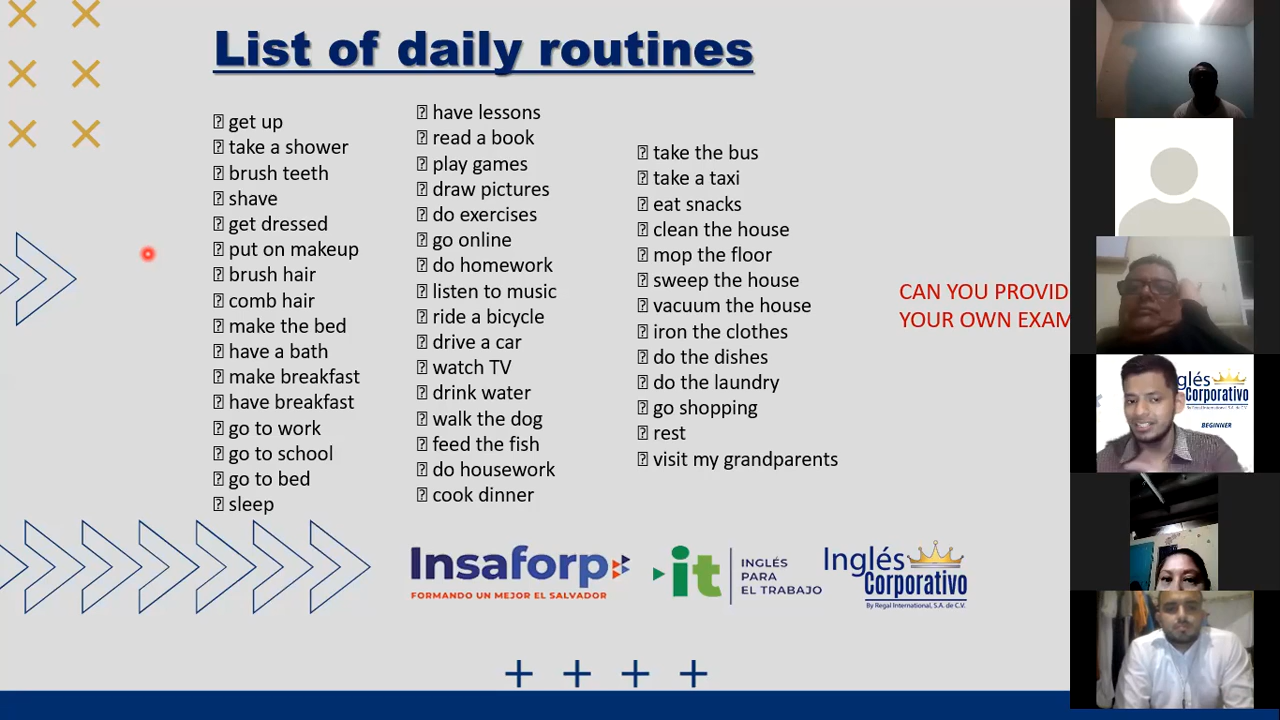 List of daily routines
get up
take a shower
brush teeth
shave
get dressed
put on makeup
brush hair
comb hair
make the bed
have a bath
make breakfast
have breakfast
go to work
go to school
go to bed
sleep
have lessons
read a book
play games
draw pictures
do exercises
go online
do homework
listen to music
ride a bicycle
drive a car
watch TV
drink water
walk the dog
feed the fish
do housework
cook dinner
take the bus
take a taxi
eat snacks
clean the house
mop the floor
sweep the house
vacuum the house
iron the clothes
do the dishes
do the laundry
go shopping
rest
visit my grandparents
CAN YOU PROVID
YOUR OWN EXAM
Insaforp
FORMANDO UN MEJOR EL SALVADOR
it
INGLÉS
PARA
EL TRABAJO
Inglés
Corporativo
By Regal International, S.A. de C.V.
glés
Corporativo
By Regal International, S.A. de C.V.
BEGINNER